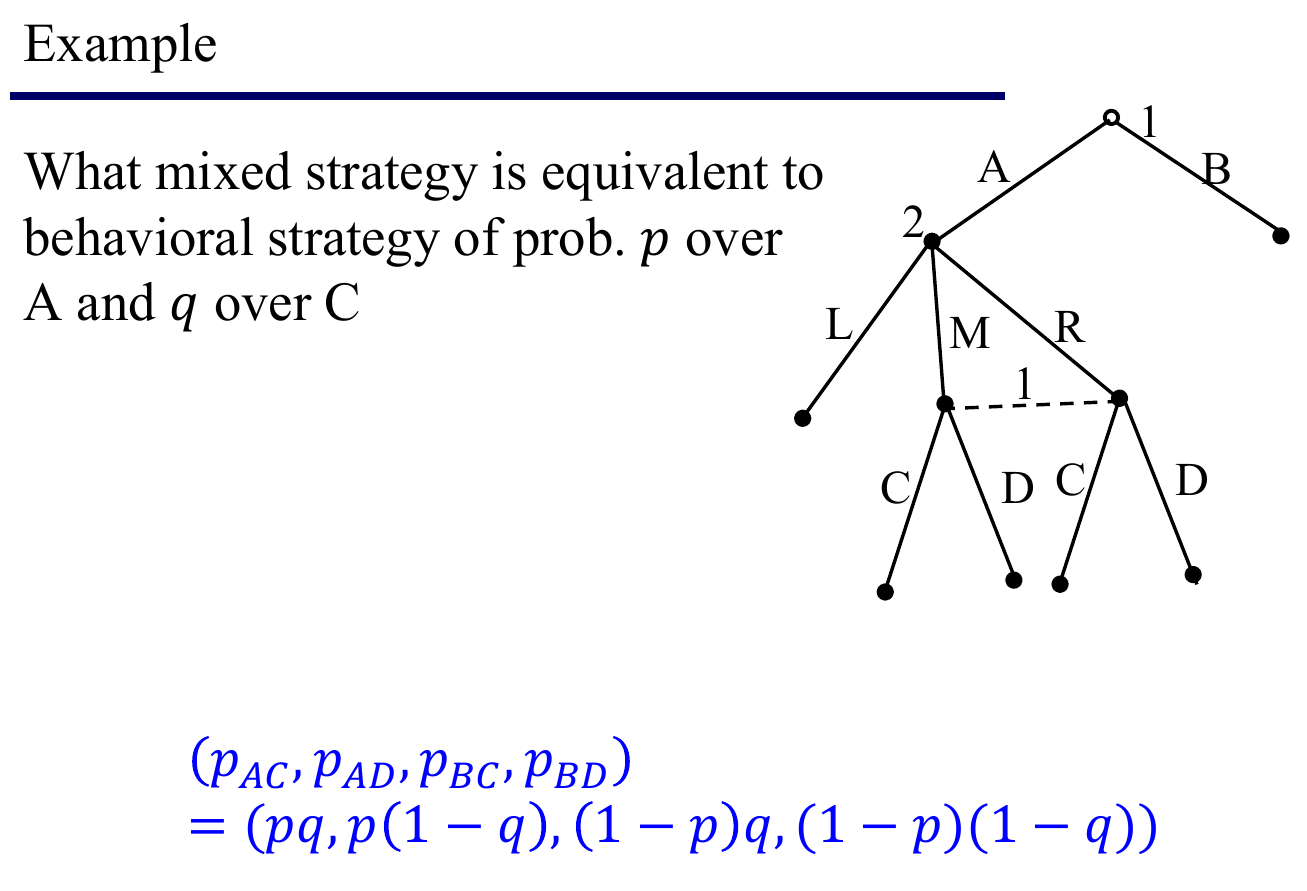 Example
What mixed strategy is equivalent to
behavioral strategy of prob. 𝑝 over
A and 𝑞 over C
1
A
B
2
L
M
R
1
C
D
C
D
(𝑝_{AC}, 𝑝_{AD}, 𝑝_{BC}, 𝑝_{BD})
= (𝑝𝑞, 𝑝(1 − 𝑞), (1 − 𝑝)𝑞, (1 − 𝑝)(1 − 𝑞))